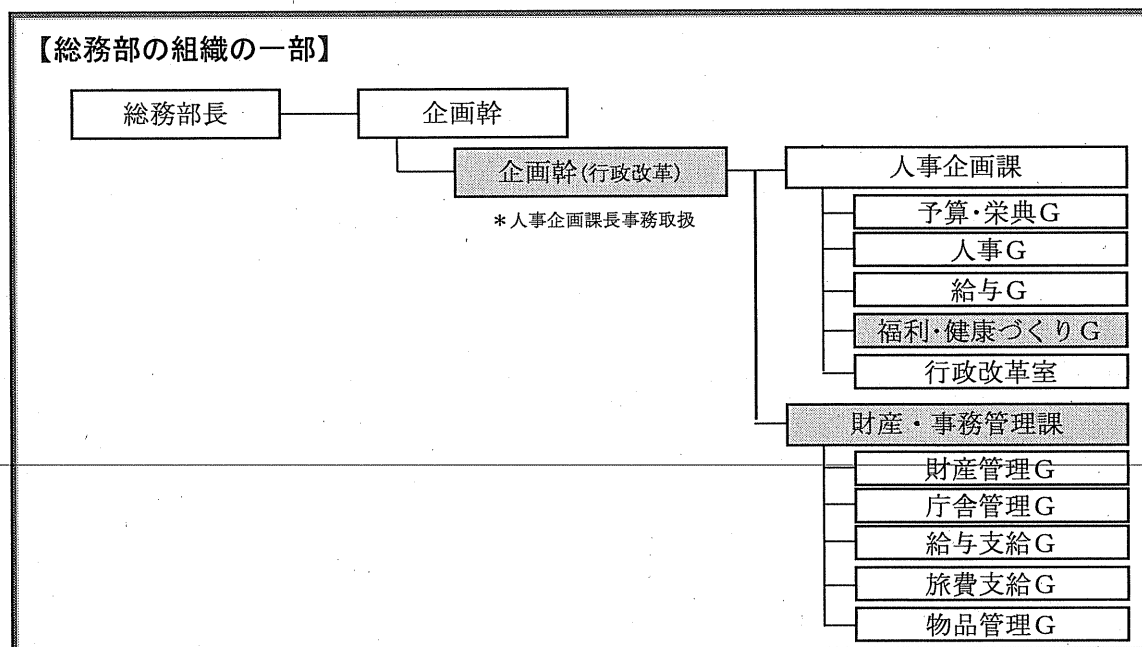 【総務部の組織の一部】
総務部長
企画幹
企画幹(行政改革)
＊人事企画課長事務取扱
人事企画課
予算・栄典G
人事G
給与G
福利・健康づくりG
行政改革室
財産・事務管理課
財産管理G
庁舎管理G
給与支給G
旅費支給G
物品管理G